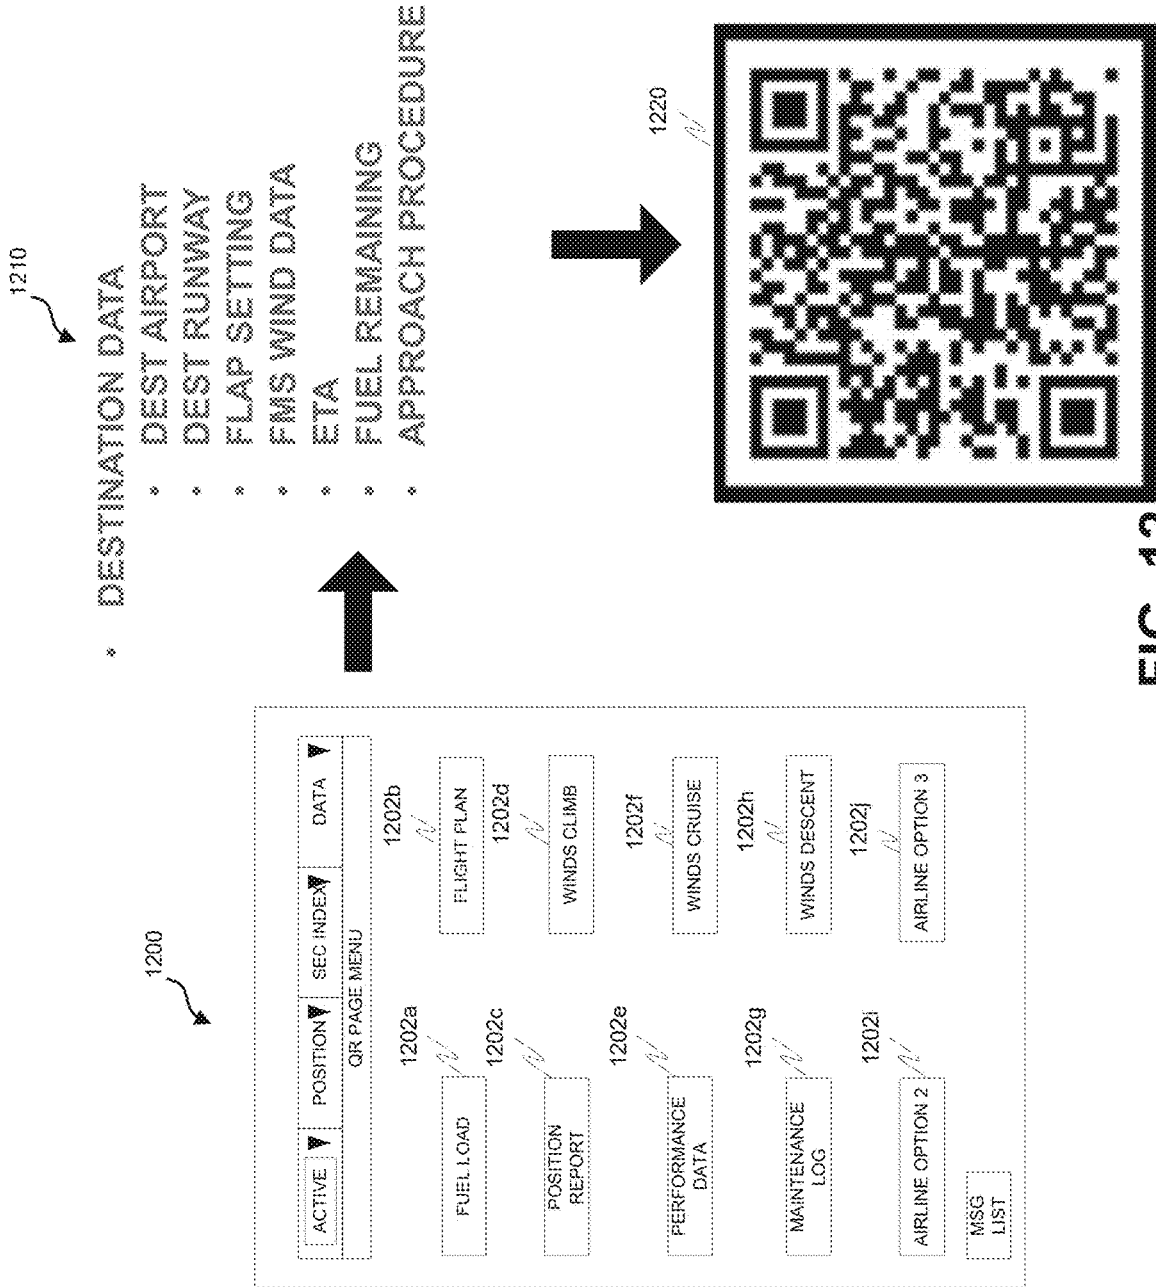 1200
ACTIVE
POSITION
SEC INDEX
DATA
QR PAGE MENU
1202a
1202b
FUEL LOAD
FLIGHT PLAN
1202c
1202d
POSITION
REPORT
WINDS CLIMB
1202e
1202f
PERFORMANCE
DATA
WINDS CRUISE
1202g
1202h
MAINTENANCE
LOG
WINDS DESCENT
1202i
1202j
AIRLINE OPTION 2
AIRLINE OPTION 3
MSG
LIST
1210
• DESTINATION DATA
• DEST AIRPORT
• DEST RUNWAY
• FLAP SETTING
• FMS WIND DATA
• ETA
• FUEL REMAINING
• APPROACH PROCEDURE
1220
FIG. 12